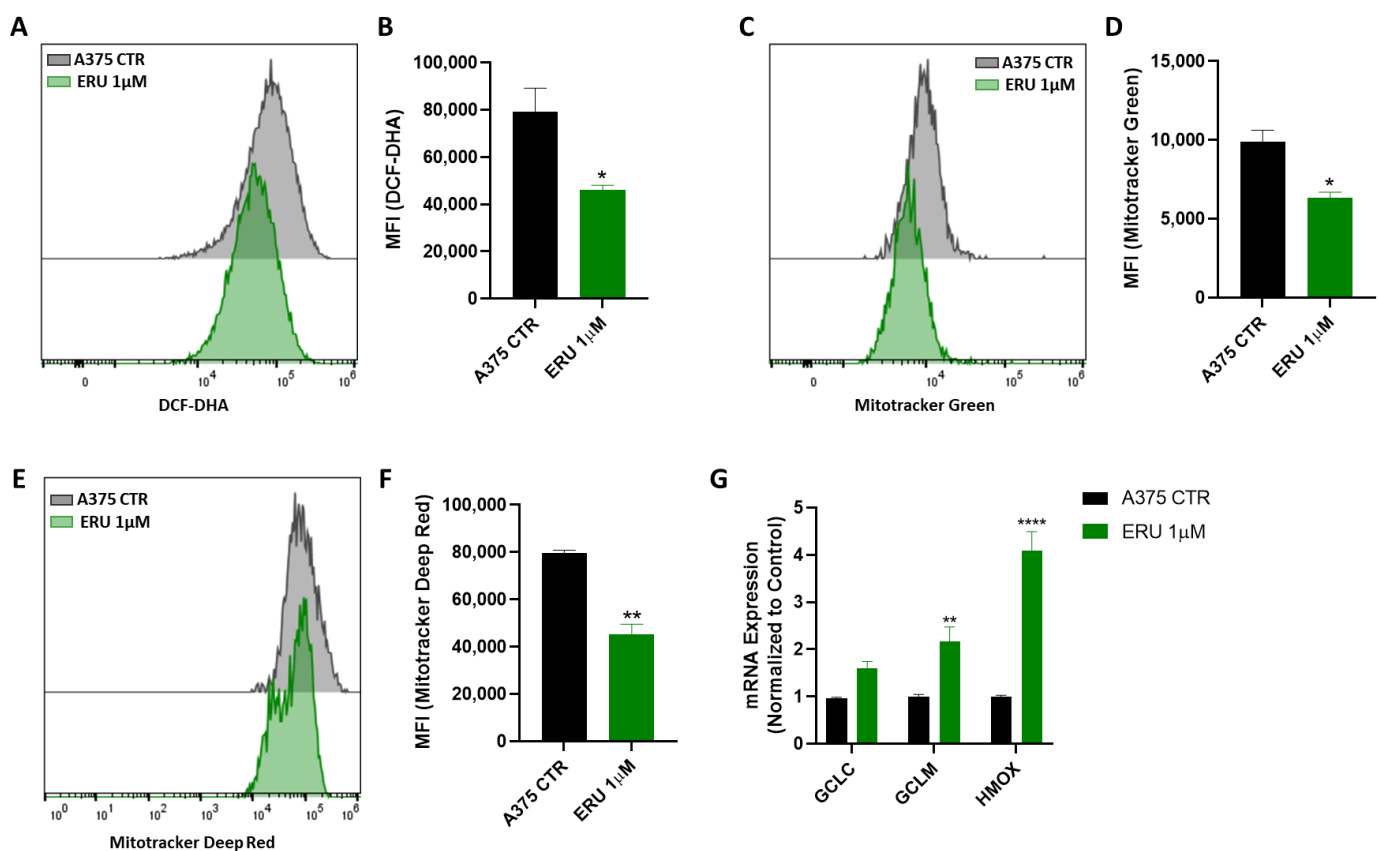 A
A375 CTR
ERU 1μM
0
10^4
10^5
10^6
DCF-DHA
B
MFI (DCF-DHA)
100,000
80,000
60,000
40,000
20,000
0
*
A375 CTR
ERU 1μM
C
A375 CTR
ERU 1μM
0
10^4
10^5
10^6
Mitotracker Green
D
MFI (Mitotracker Green)
15,000
10,000
5,000
0
*
A375 CTR
ERU 1μM
E
A375 CTR
ERU 1μM
10^0
10^1
10^2
10^3
10^4
10^5
10^6
Mitotracker Deep Red
F
MFI (Mitotracker Deep Red)
100,000
80,000
60,000
40,000
20,000
0
**
A375 CTR
ERU 1μM
G
A375 CTR
ERU 1μM
mRNA Expression
(Normalized to Control)
5
4
3
2
1
0
**
****
GCLC
GCLM
HMOX